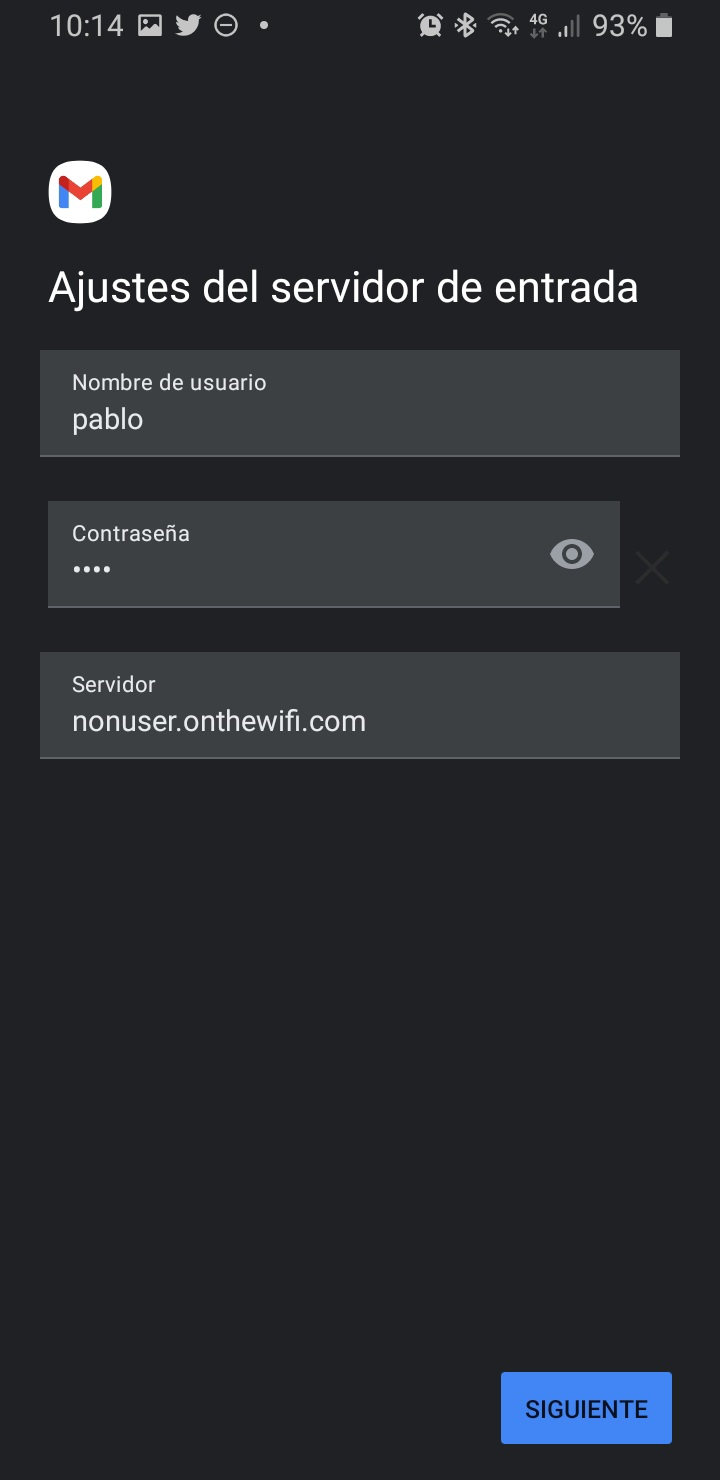 10:14
4G 93%
Ajustes del servidor de entrada
Nombre de usuario
pablo
Contraseña
••••
Servidor
nonuser.onthewifi.com
SIGUIENTE